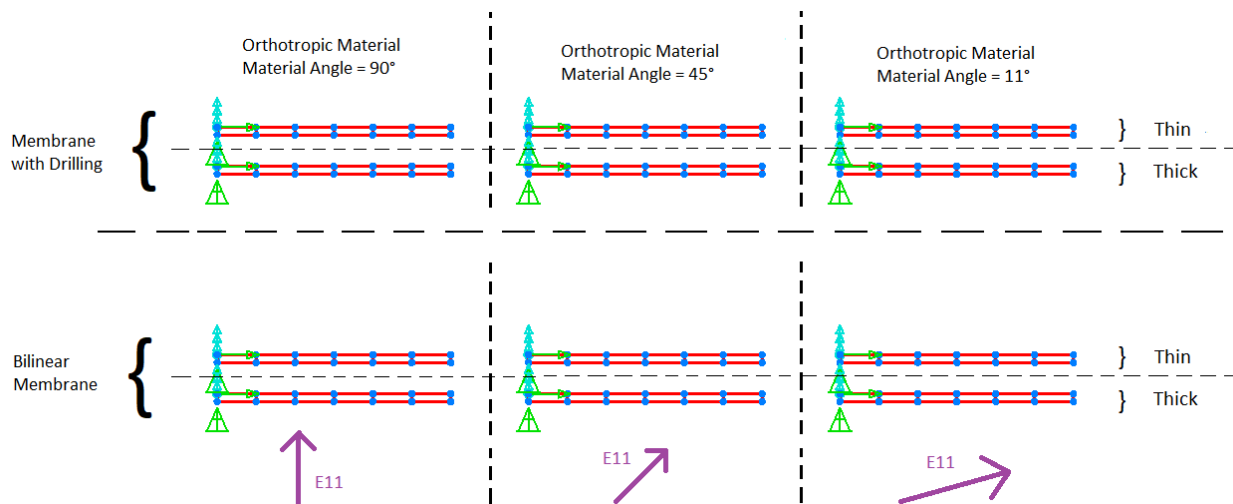 Orthotropic Material
Material Angle = 90°
Orthotropic Material
Material Angle = 45°
Orthotropic Material
Material Angle = 11°
Membrane
with Drilling
{
} Thin
} Thick
Bilinear
Membrane
{
} Thin
} Thick
E11
E11
E11